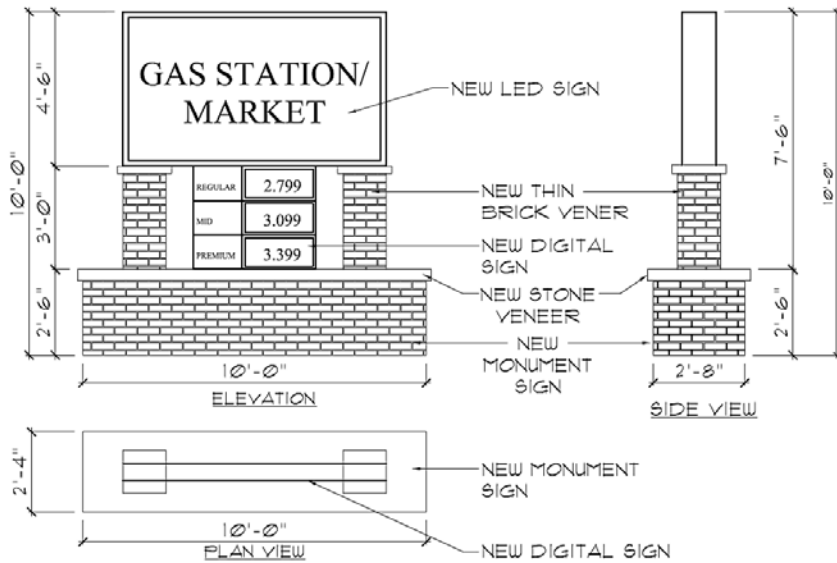 GAS STATION/
MARKET
REGULAR
2.799
MID
3.099
PREMIUM
3.399
10'-0"
4'-6"
3'-0"
2'-6"
10'-0"
ELEVATION
NEW LED SIGN
NEW THIN
BRICK VENER
NEW DIGITAL
SIGN
NEW STONE
VENEER
NEW
MONUMENT
SIGN
7'-6"
10'-0"
2'-6"
2'-8"
SIDE VIEW
2'-4"
10'-0"
PLAN VIEW
NEW MONUMENT
SIGN
NEW DIGITAL SIGN